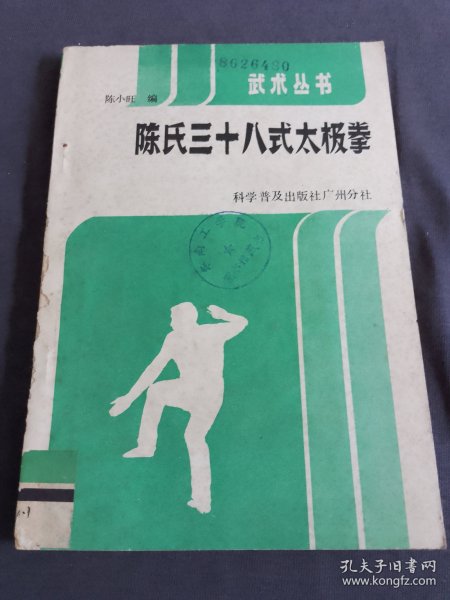 8626490
武术丛书
陈小旺 编
陈氏三十八式太极拳
科学普及出版社广州分社
孔夫子旧书网
www.kongfz.com